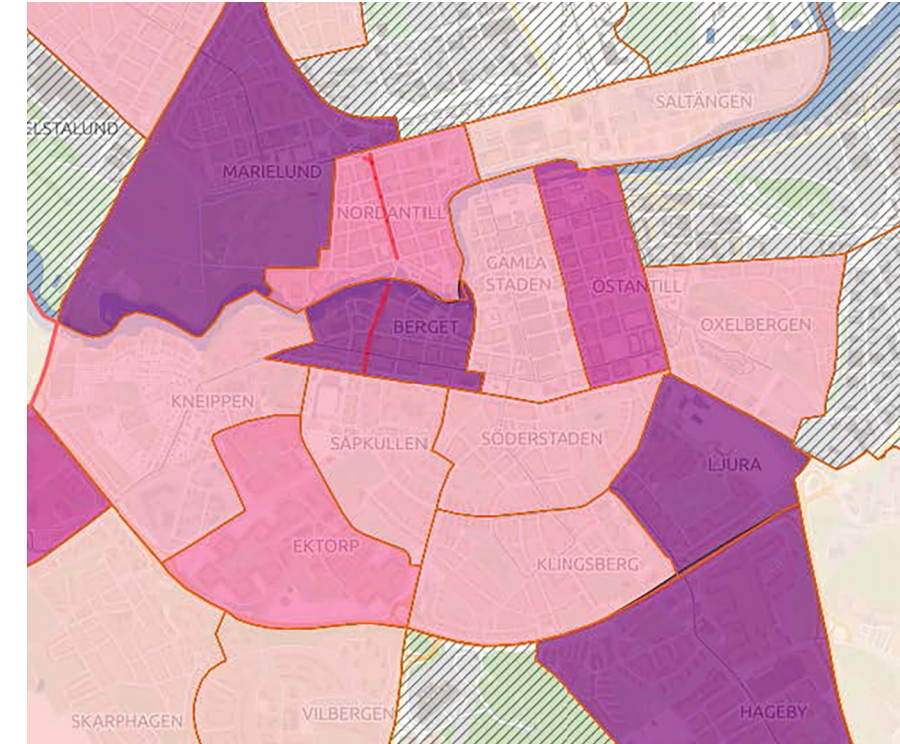 SALTÄNGEN
ELSTALUND
MARIELUND
NORDANTILL
GAMLA
STADEN
ÖSTANTILL
BERGET
OXELBERGEN
KNEIPPEN
SÅPKULLEN
SÖDERSTADEN
LJURA
EKTORP
KLINGSBERG
SKARPHAGEN
VILBERGEN
HAGEBY